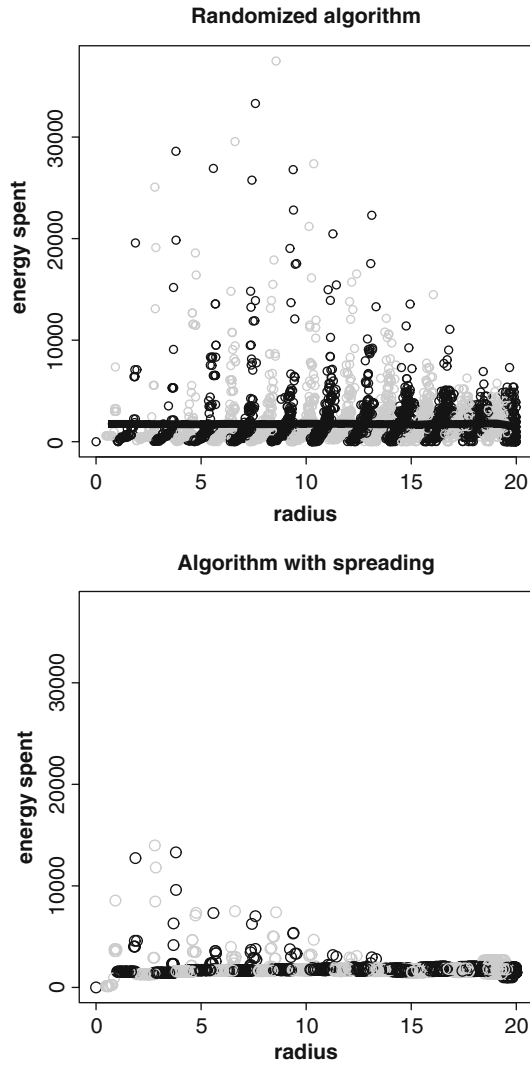 Randomized algorithm
energy spent
30000
20000
10000
0
0 5 10 15 20
radius
Algorithm with spreading
energy spent
30000
20000
10000
0
0 5 10 15 20
radius